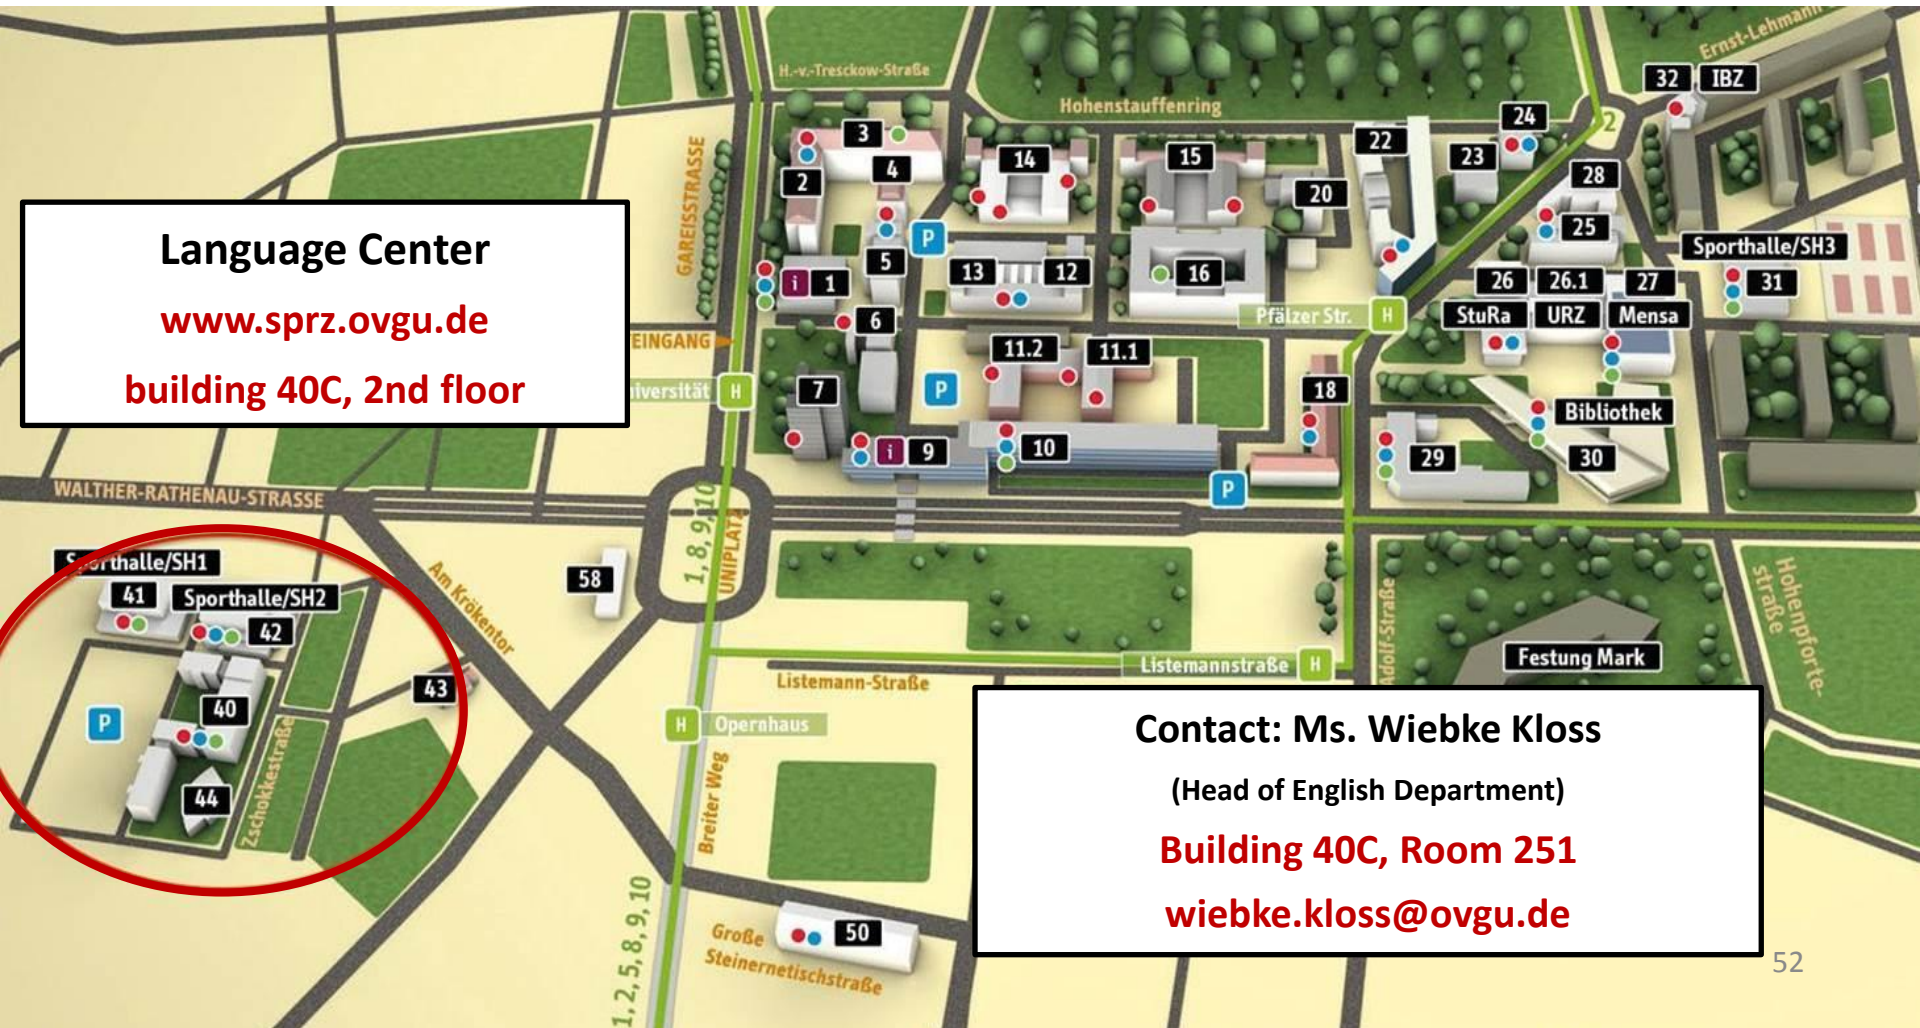 H.-v.-Tresckow-Straße
Hohenstauffenring
Ernst-Lehmann
GAREISSTRASSE
32 IBZ
2
24
3
22
23
14
15
4
2
20
28
25
Sporthalle/SH3
31
Language Center
www.sprz.ovgu.de
building 40C, 2nd floor
P
5
i 1
13
12
16
26
26.1
27
StuRa
URZ
Mensa
6
Pfälzer Str. H
EINGANG
11.2
11.1
iversität H
7
P
18
Bibliothek
i 9
10
29
30
P
WALTHER-RATHENAU-STRASSE
1, 8, 9, 10
UNIPLATZ
Sporthalle/SH1
41
Sporthalle/SH2
42
Am Krökentor
58
Adolf-Straße
Hohenpforte-
straße
Festung Mark
Listemannstraße H
Listemann-Straße
43
40
P
H Opernhaus
44
Zschokkestraße
Breiter Weg
Contact: Ms. Wiebke Kloss
(Head of English Department)
Building 40C, Room 251
wiebke.kloss@ovgu.de
1, 2, 5, 8, 9, 10
Große
Steinernetischstraße
50
52